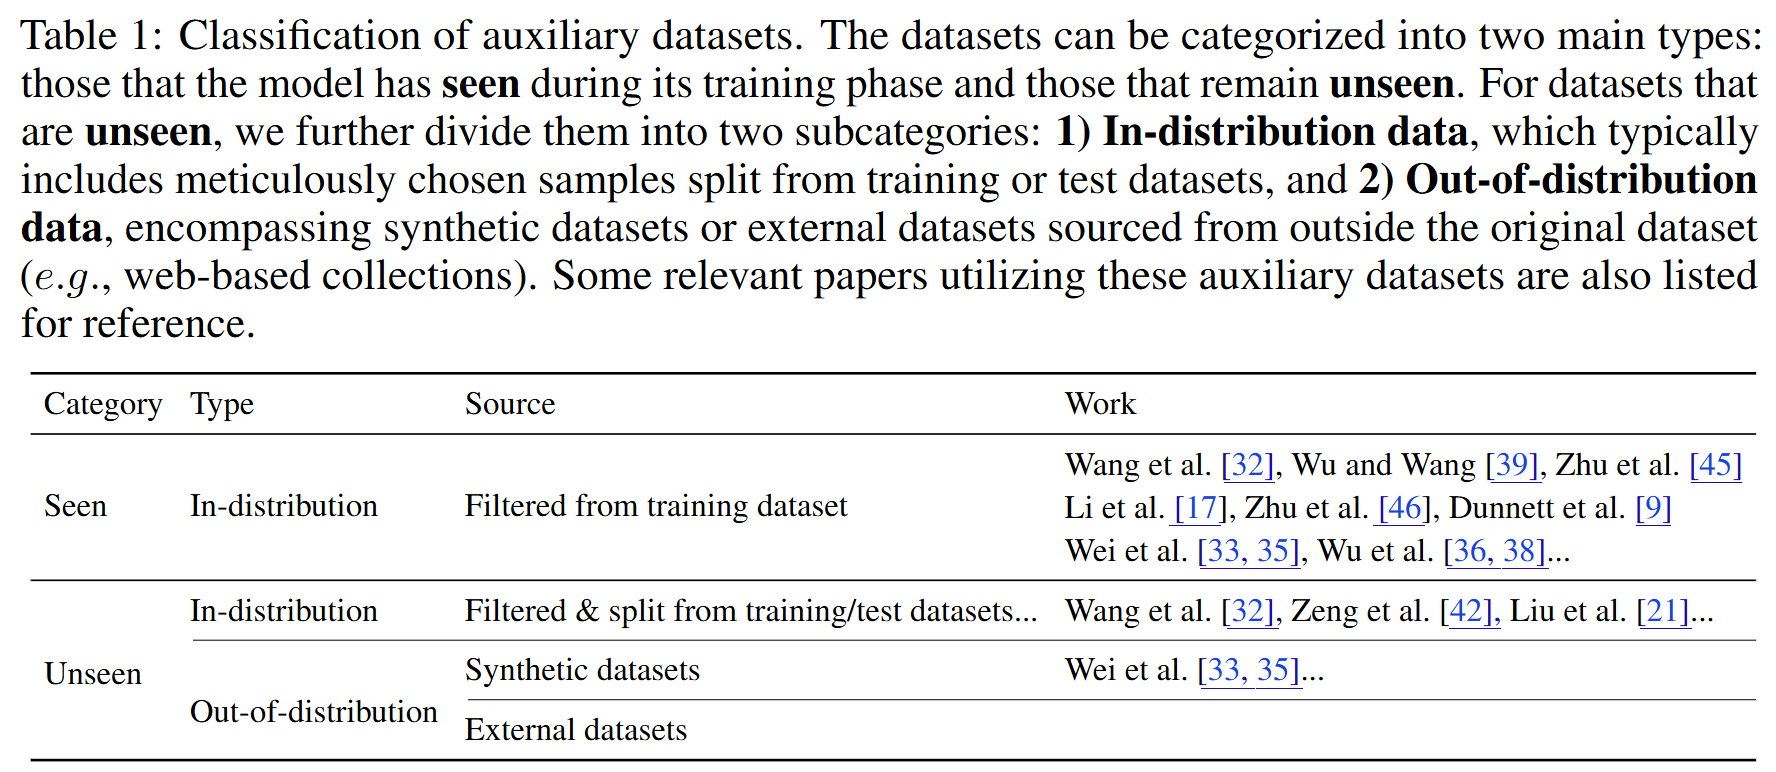 Table 1: Classification of auxiliary datasets. The datasets can be categorized into two main types:
those that the model has seen during its training phase and those that remain unseen. For datasets that
are unseen, we further divide them into two subcategories: 1) In-distribution data, which typically
includes meticulously chosen samples split from training or test datasets, and 2) Out-of-distribution
data, encompassing synthetic datasets or external datasets sourced from outside the original dataset
(e.g., web-based collections). Some relevant papers utilizing these auxiliary datasets are also listed
for reference.
Category Type Source Work
Seen In-distribution Filtered from training dataset Wang et al. [32], Wu and Wang [39], Zhu et al. [45]
Li et al. [17], Zhu et al. [46], Dunnett et al. [9]
Wei et al. [33, 35], Wu et al. [36, 38]...
Unseen In-distribution Filtered & split from training/test datasets... Wang et al. [32], Zeng et al. [42], Liu et al. [21]...
Out-of-distribution Synthetic datasets Wei et al. [33, 35]...
External datasets